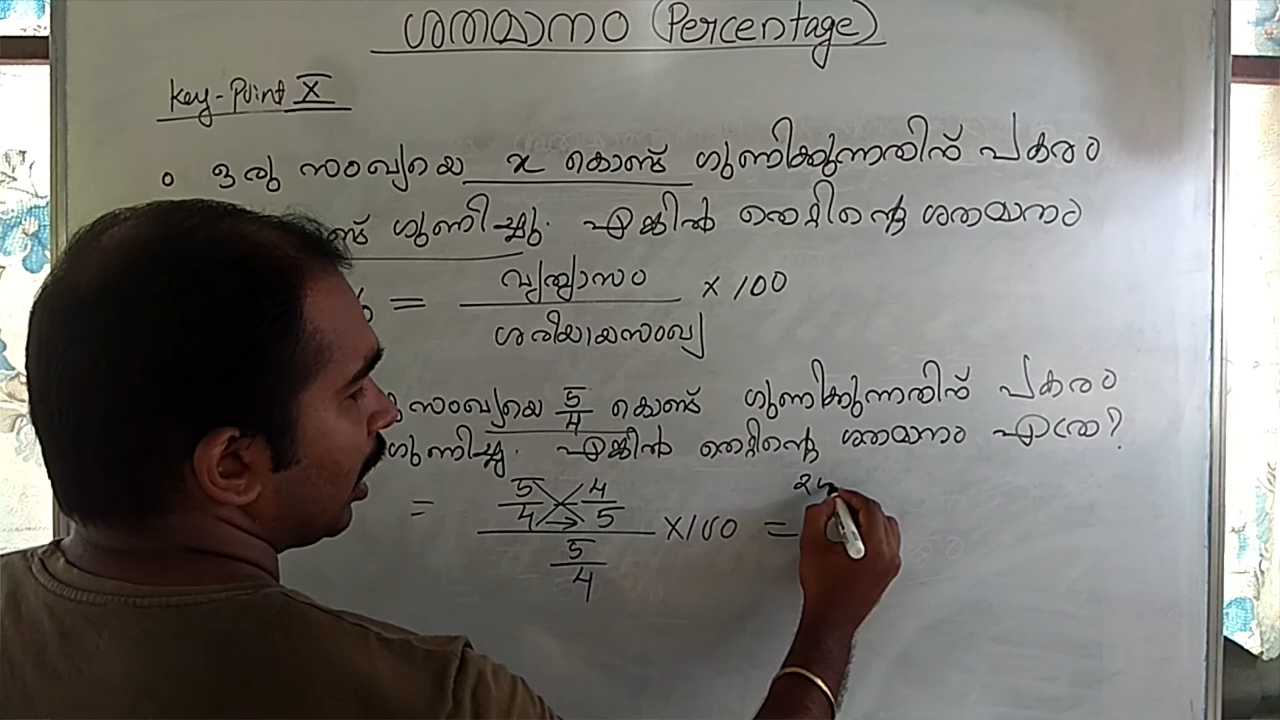 ശതമാനം (Percentage)
Key-Point X
ഒരു സംഖ്യയെ x കൊണ്ട് ഗുണിക്കുന്നതിന് പകരം
ഗുണിച്ചു. എങ്കിൽ തെറ്റിന്റെ ശതമാനം
= വ്യത്യാസം / ശരിയായസംഖ്യ × 100
സംഖ്യയെ 5/4 കൊണ്ട് ഗുണിക്കുന്നതിന് പകരം
ഗുണിച്ചു. എങ്കിൽ തെറ്റിന്റെ ശതമാനം എത്ര?
= 5/4 4/5 / 5/4 ×100 =